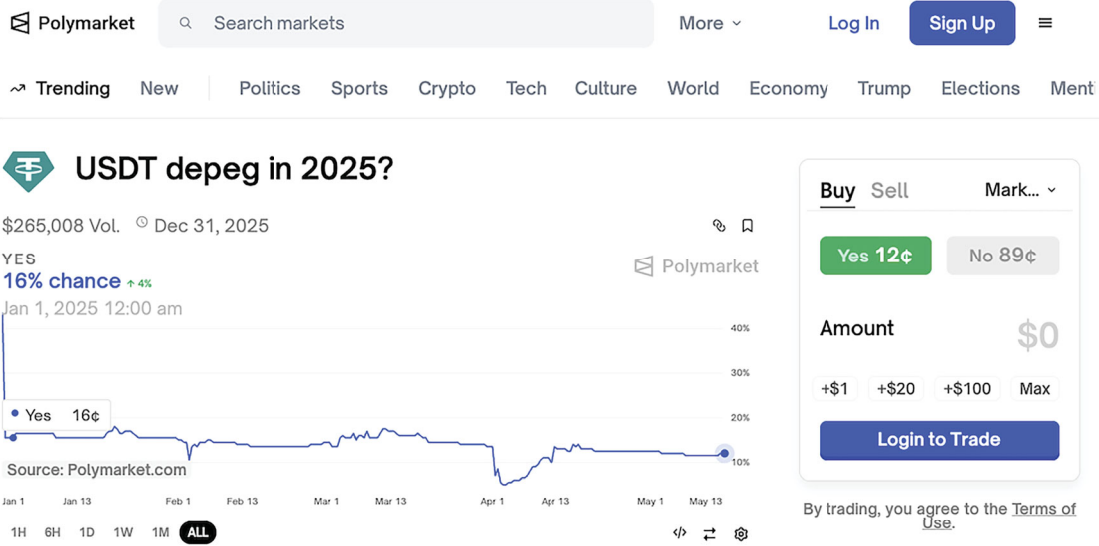 Polymarket Search markets More Log In Sign Up
Trending New Politics Sports Crypto Tech Culture World Economy Trump Elections
USDT depeg in 2025?
$265,008 Vol. Dec 31, 2025
YES
16% chance 4%
Polymarket
Jan 1, 2025 12:00 am
40%
30%
20%
10%
Yes 16¢
Source: Polymarket.com
Jan 1 Jan 13 Feb 1 Feb 13 Mar 1 Mar 13 Apr 1 Apr 13 May 1 May 13
1H 6H 1D 1W 1M ALL
Buy Sell Mark...
Yes 12¢ No 89¢
Amount $0
+$1 +$20 +$100 Max
Login to Trade
By trading, you agree to the Terms of
Use.